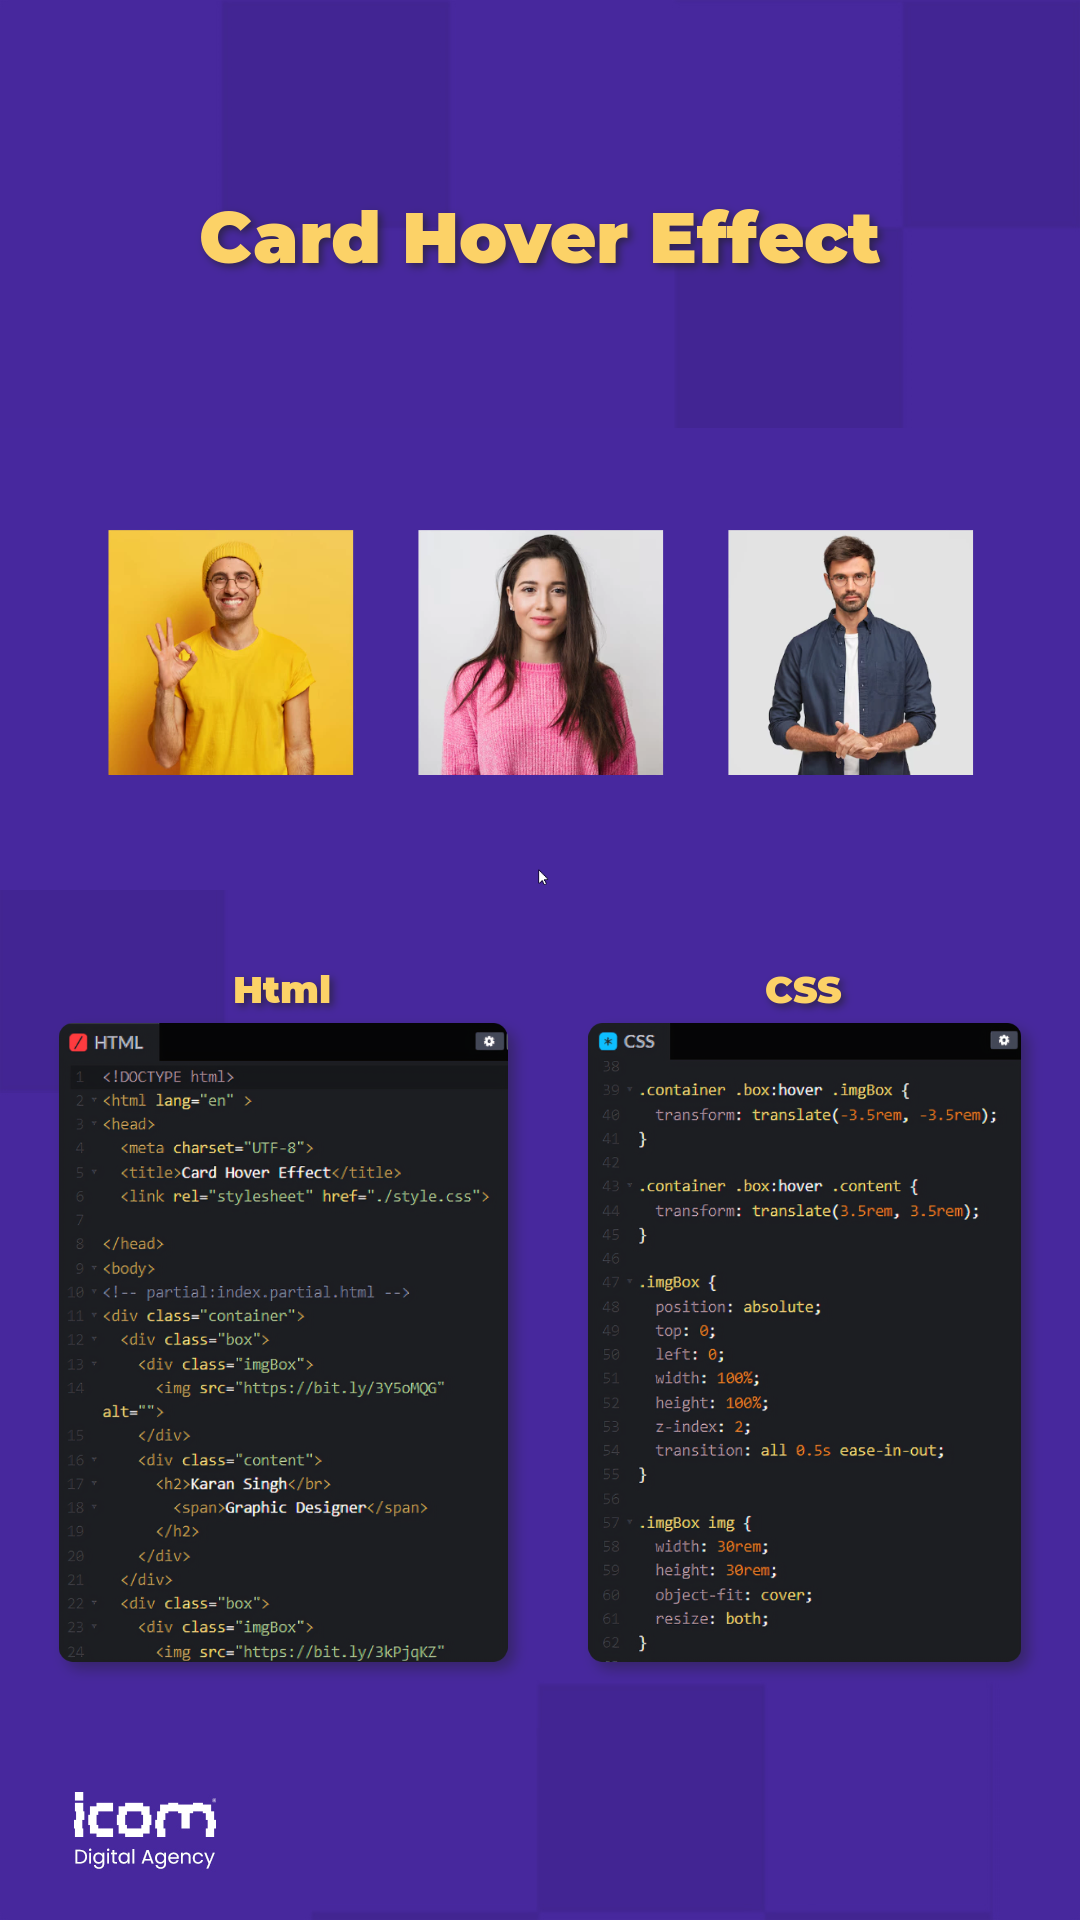 Card Hover Effect
Html
HTML
1 <!DOCTYPE html>
2 <html lang="en" >
3 <head>
4 <meta charset="UTF-8">
5 <title>Card Hover Effect</title>
6 <link rel="stylesheet" href="./style.css">
7
8 </head>
9 <body>
10 <!-- partial:index.partial.html -->
11 <div class="container">
12 <div class="box">
13 <div class="imgBox">
14 <img src="https://bit.ly/3Y5oMQG"
alt="">
15 </div>
16 <div class="content">
17 <h2>Karan Singh</br>
18 <span>Graphic Designer</span>
19 </h2>
20 </div>
21 </div>
22 <div class="box">
23 <div class="imgBox">
24 <img src="https://bit.ly/3kPjqKZ"
CSS
CSS
38
39 .container .box:hover .imgBox {
40 transform: translate(-3.5rem, -3.5rem);
41 }
42
43 .container .box:hover .content {
44 transform: translate(3.5rem, 3.5rem);
45 }
46
47 .imgBox {
48 position: absolute;
49 top: 0;
50 left: 0;
51 width: 100%;
52 height: 100%;
53 z-index: 2;
54 transition: all 0.5s ease-in-out;
55 }
56
57 .imgBox img {
58 width: 30rem;
59 height: 30rem;
60 object-fit: cover;
61 resize: both;
62 }
icom
Digital Agency